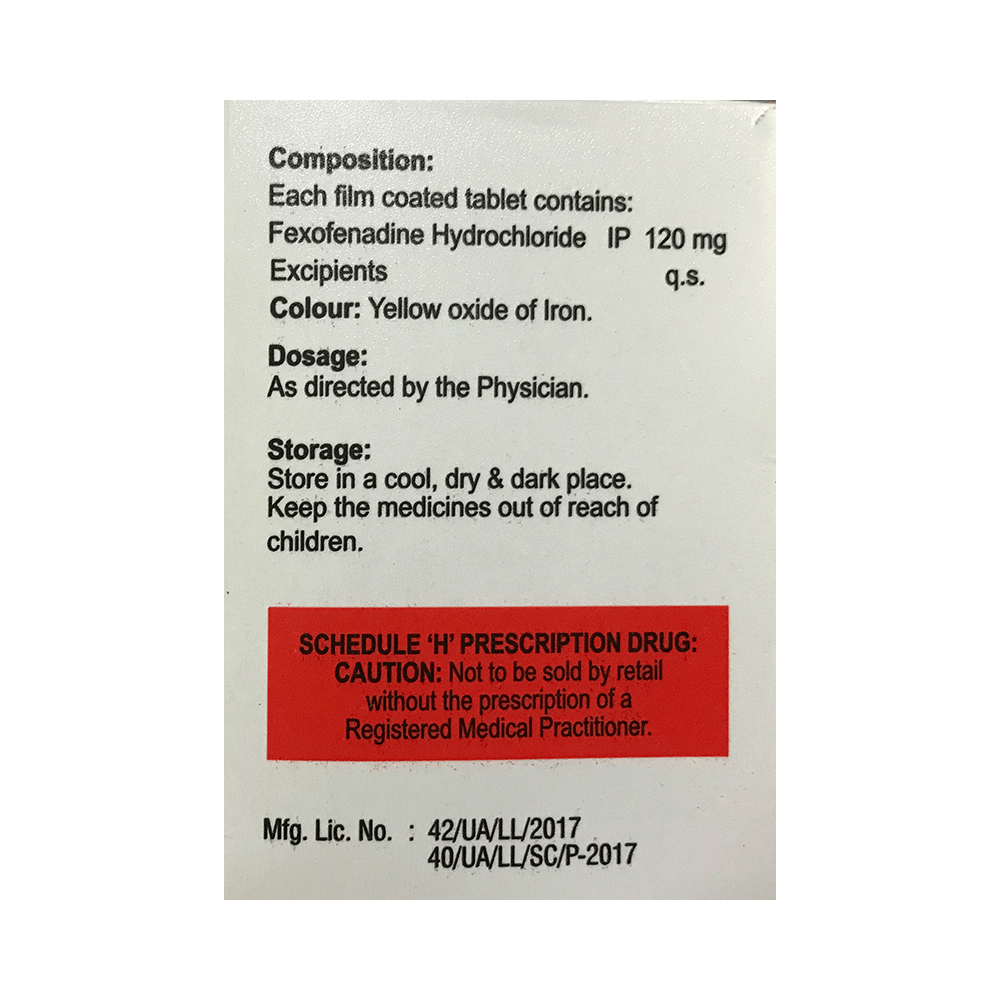 Composition:
Each film coated tablet contains:
Fexofenadine Hydrochloride IP 120 mg
Excipients q.s.
Colour: Yellow oxide of Iron.
Dosage:
As directed by the Physician.
Storage:
Store in a cool, dry & dark place.
Keep the medicines out of reach of
children.
SCHEDULE ‘H’ PRESCRIPTION DRUG:
CAUTION: Not to be sold by retail
without the prescription of a
Registered Medical Practitioner.
Mfg. Lic. No. : 42/UA/LL/2017
40/UA/LL/SC/P-2017